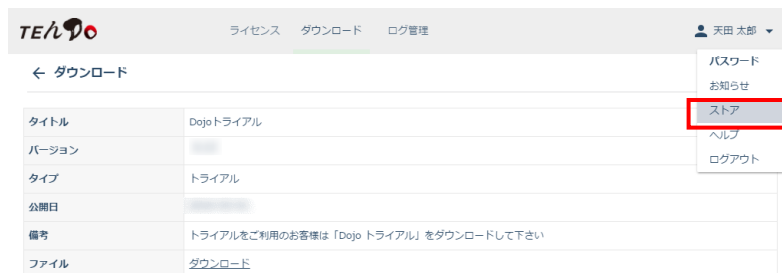 TEnDo ライセンス ダウンロード ログ管理 天田 太郎
← ダウンロード
パスワード
お知らせ
ストア
ヘルプ
ログアウト
タイトル Dojoトライアル
バージョン
タイプ トライアル
公開日
備考 トライアルをご利用のお客様は「Dojo トライアル」をダウンロードして下さい
ファイル ダウンロード